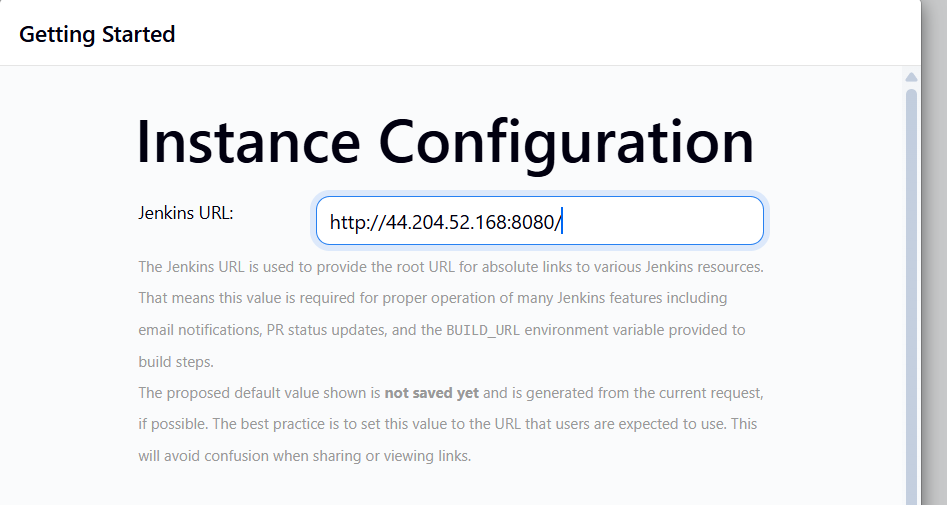 Getting Started
Instance Configuration
Jenkins URL:
http://44.204.52.168:8080/
The Jenkins URL is used to provide the root URL for absolute links to various Jenkins resources.
That means this value is required for proper operation of many Jenkins features including
email notifications, PR status updates, and the BUILD_URL environment variable provided to
build steps.
The proposed default value shown is not saved yet and is generated from the current request,
if possible. The best practice is to set this value to the URL that users are expected to use. This
will avoid confusion when sharing or viewing links.